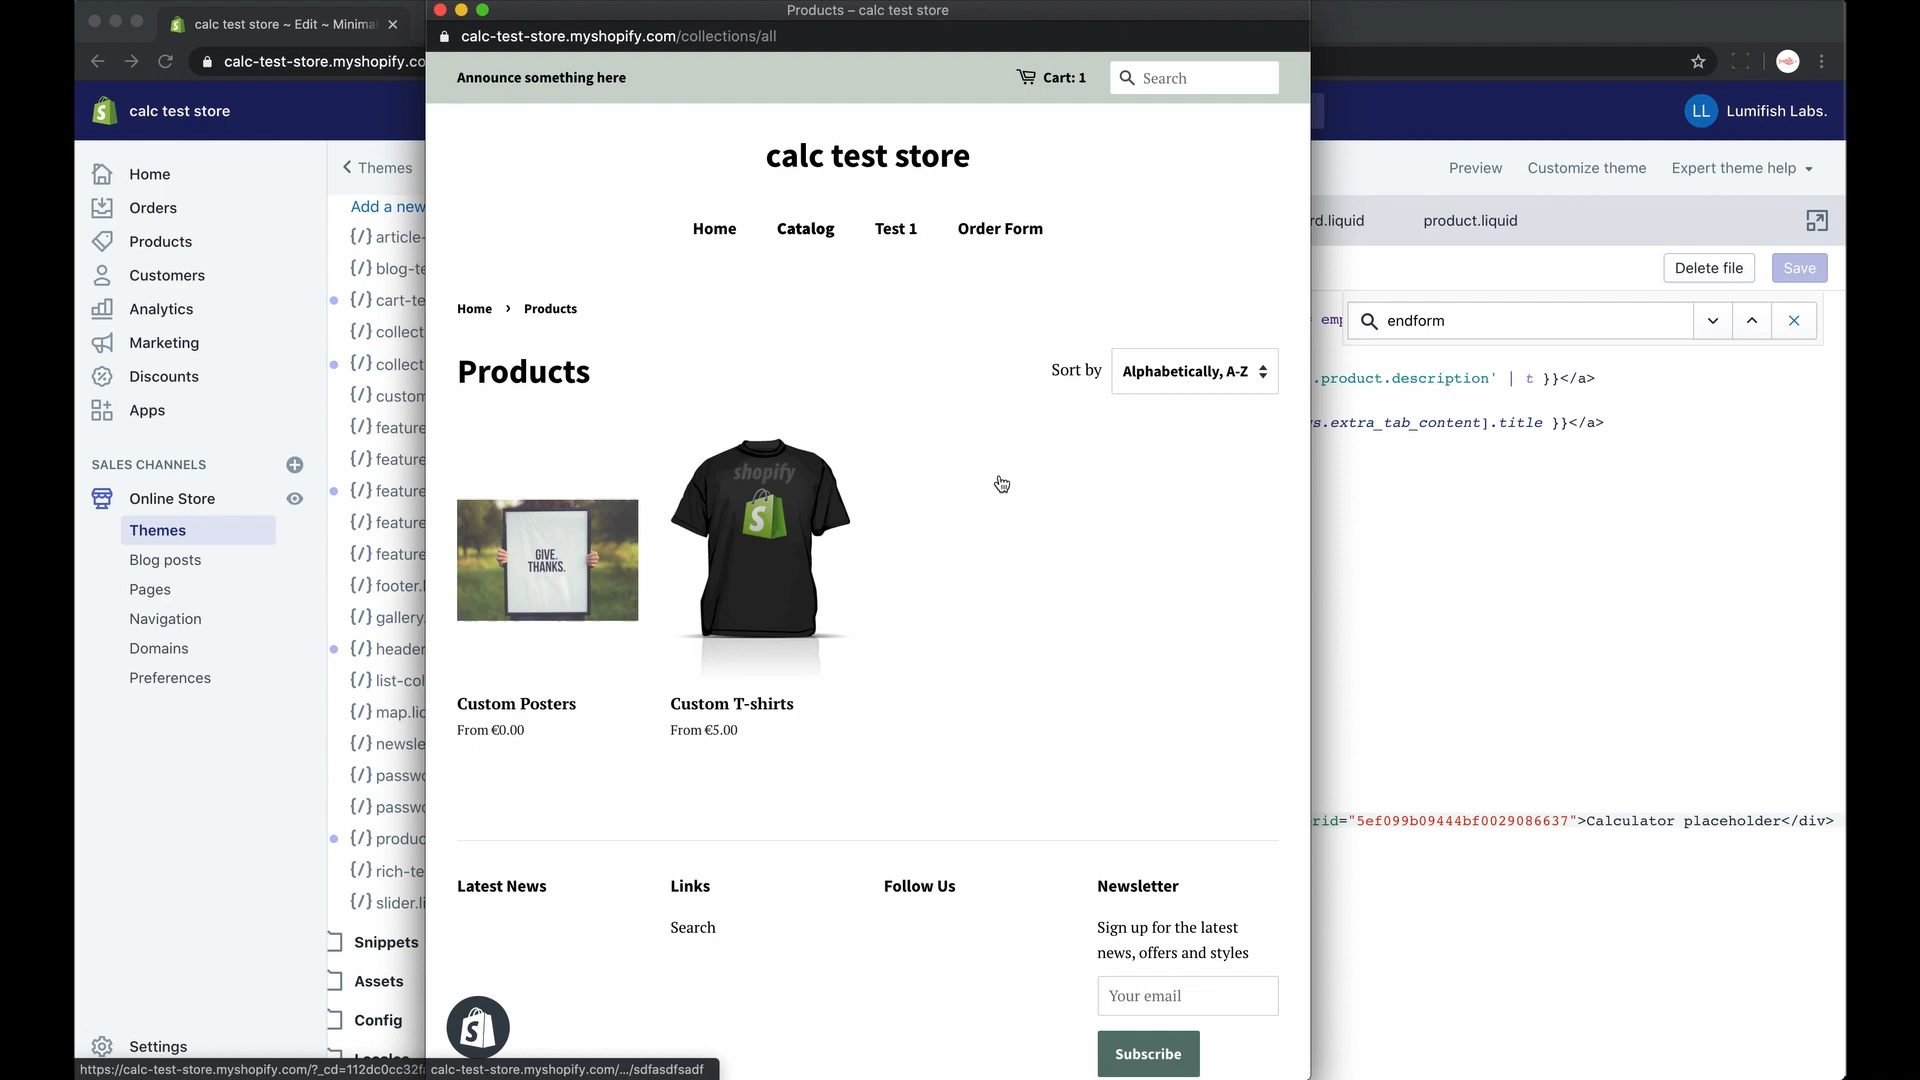 calc test store ~ Edit ~ Minima
calc-test-store.myshopify.co
calc test store
Home
Orders
Products
Customers
Analytics
Marketing
Discounts
Apps
SALES CHANNELS
Online Store
Themes
Blog posts
Pages
Navigation
Domains
Preferences
Settings
https://calc-test-store.myshopify.com/?_cd=112dc0cc32f
Themes
Add a new
{/} article-
{/} blog-te
{/} cart-te
{/} collect
{/} collect
{/} custom
{/} feature
{/} feature
{/} feature
{/} feature
{/} feature
{/} footer.l
{/} gallery.
{/} header
{/} list-col
{/} map.lic
{/} newsle
{/} passwo
{/} passwo
{/} produc
{/} rich-te
{/} slider.li
Snippets
Assets
Config
Locales
Products – calc test store
calc-test-store.myshopify.com/collections/all
Announce something here
Cart: 1
Search
calc test store
Home
Catalog
Test 1
Order Form
Home › Products
Products
Sort by
Alphabetically, A-Z
shopify
GIVE.
THANKS.
Custom Posters
From €0.00
Custom T-shirts
From €5.00
Latest News
Links
Search
Follow Us
Newsletter
Sign up for the latest
news, offers and styles
Your email
Subscribe
calc-test-store.myshopify.com/.../sdfasdfsadf
LL
Lumifish Labs.
Preview
Customize theme
Expert theme help
rd.liquid
product.liquid
Delete file
Save
emp
endform
.product.description' | t }}</a>
s.extra_tab_content].title }}</a>
rid="5ef099b09444bf0029086637">Calculator placeholder</div>